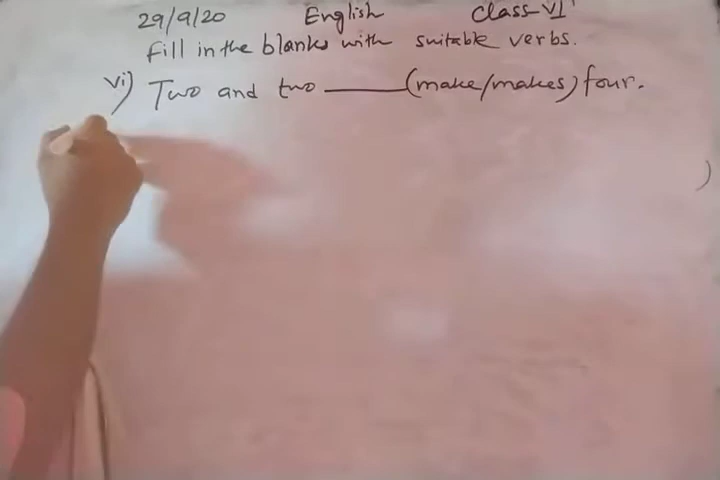 29/9/20 English Class-VI
Fill in the blanks with suitable verbs.
vi) Two and two ______ (make/makes) four.
)